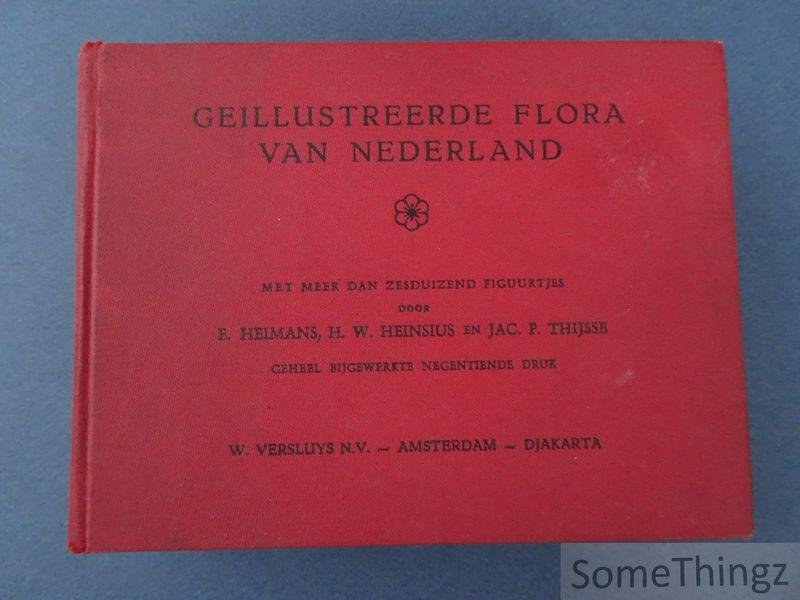 GEILLUSTREERDE FLORA
VAN NEDERLAND
MET MEER DAN ZESDUIZEND FIGUURTJES
DOOR
E. HEIMANS, H. W. HEINSIUS EN JAC. P. THIJSSE
GEHEEL BIJGEWERKTE NEGENTIENDE DRUK
W. VERSLUYS N.V. – AMSTERDAM – DJAKARTA
SomeThingz